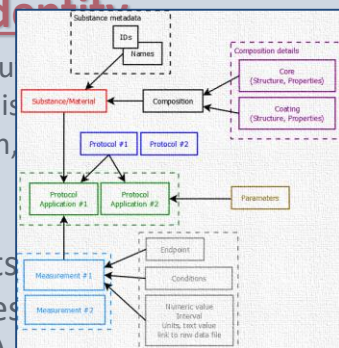 dentity
Substance metadata
IDs
Names
Composition details
Core
(Structure, Properties)
Substance/Material
Composition
Coating
(Structure, Properties)
Protocol #1
Protocol #2
Protocol
Application #1
Protocol
Application #2
Parameters
Endpoint
Measurement #1
Conditions
Measurement #2
Numeric value
Interval
Units, text value
link to raw data file